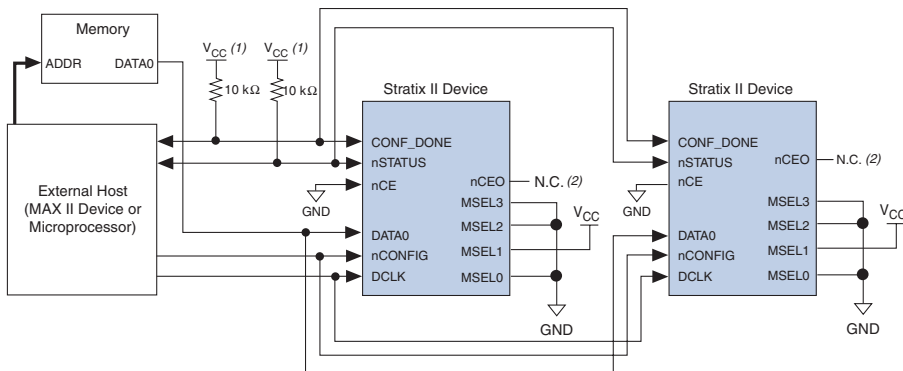 Memory
ADDR DATA0
VCC (1)
10 kΩ
VCC (1)
10 kΩ
External Host
(MAX II Device or
Microprocessor)
Stratix II Device
CONF_DONE
nSTATUS
nCE
GND
DATA0
nCONFIG
DCLK
nCEO
N.C. (2)
MSEL3
MSEL2
MSEL1
MSEL0
VCC
GND
Stratix II Device
CONF_DONE
nSTATUS
nCE
GND
DATA0
nCONFIG
DCLK
nCEO
N.C. (2)
MSEL3
MSEL2
MSEL1
MSEL0
VCC
GND